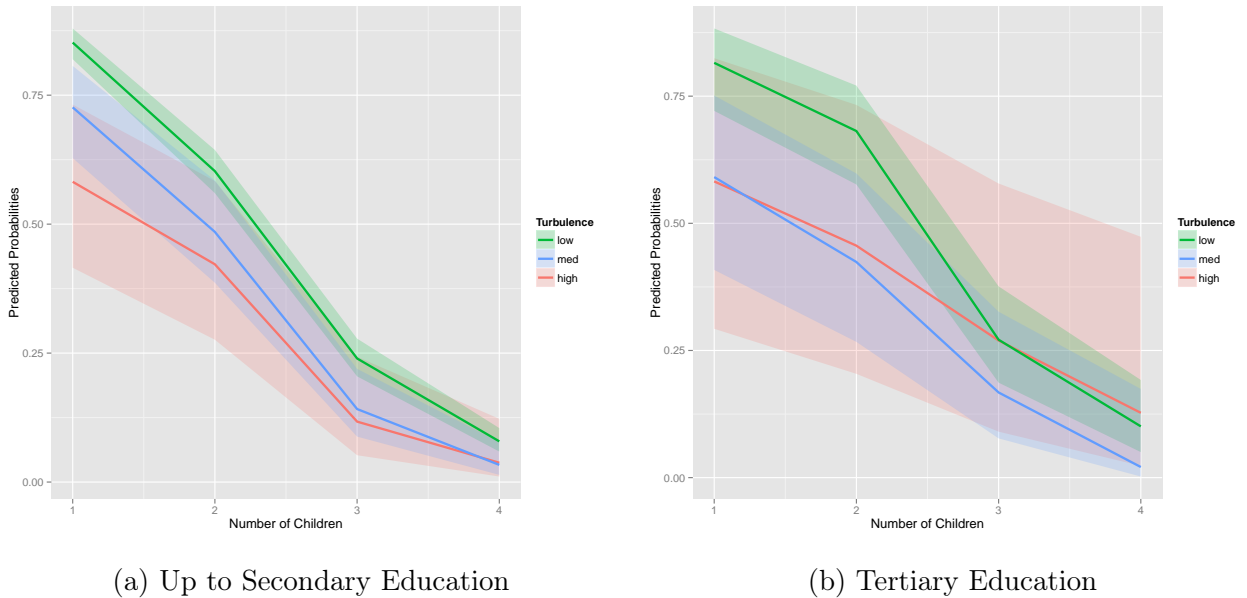 Predicted Probabilities
0.75
0.50
0.25
0.00
1 2 3 4
Number of Children
Turbulence
low
med
high
(a) Up to Secondary Education
Predicted Probabilities
0.75
0.50
0.25
0.00
1 2 3 4
Number of Children
Turbulence
low
med
high
(b) Tertiary Education